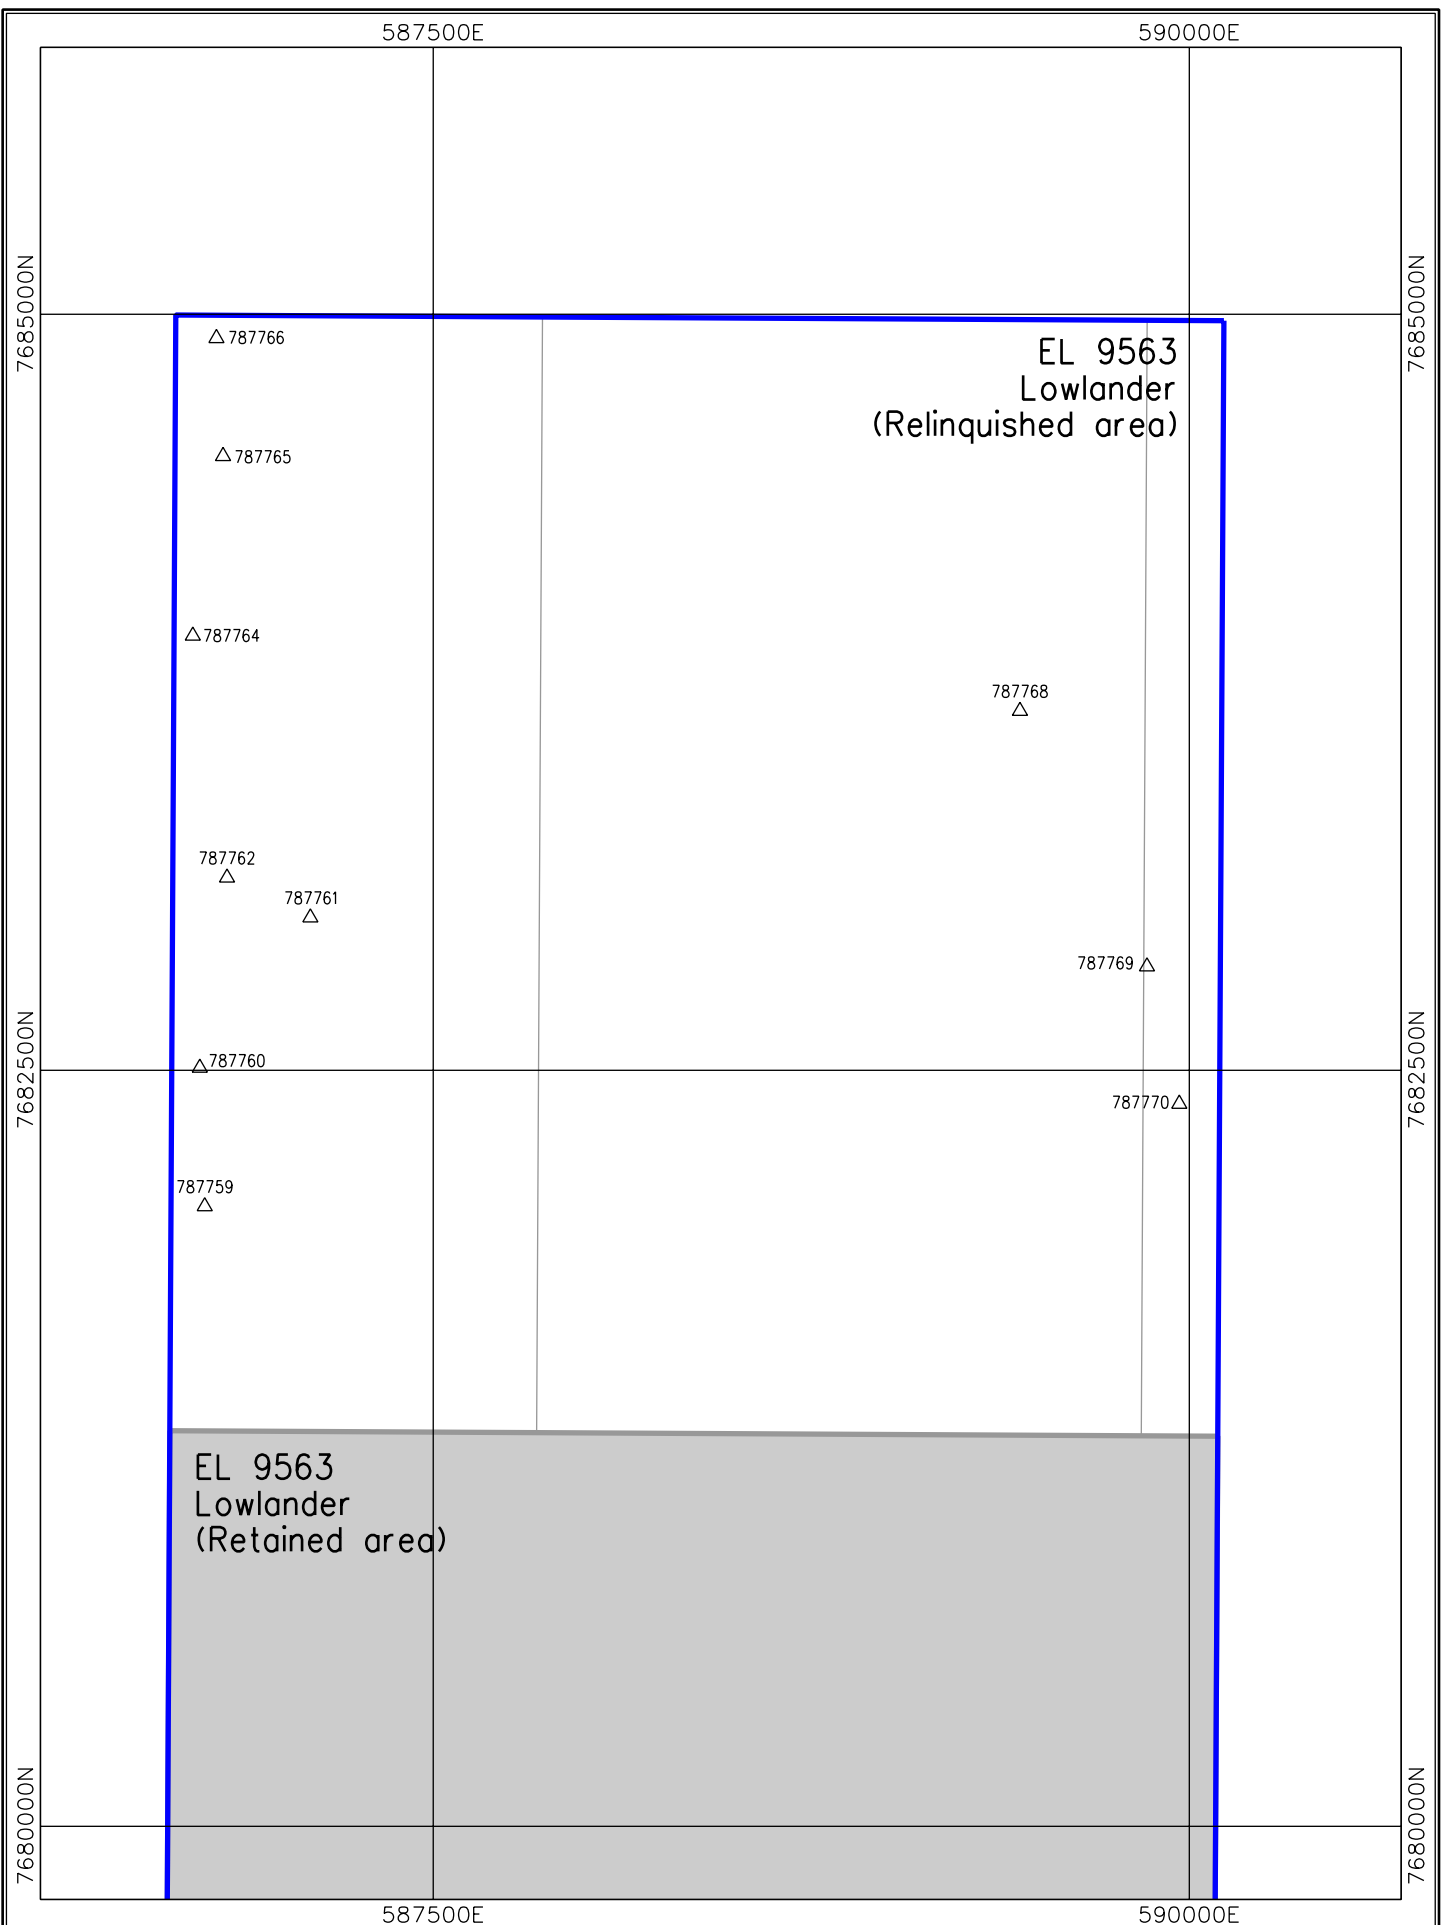 587500E
590000E
7685000N
7685000N
787766
EL 9563
Lowlander
(Relinquished area)
787765
787764
787768
787762
787761
787769
7682500N
7682500N
787760
787770
787759
EL 9563
Lowlander
(Retained area)
7680000N
7680000N
587500E
590000E